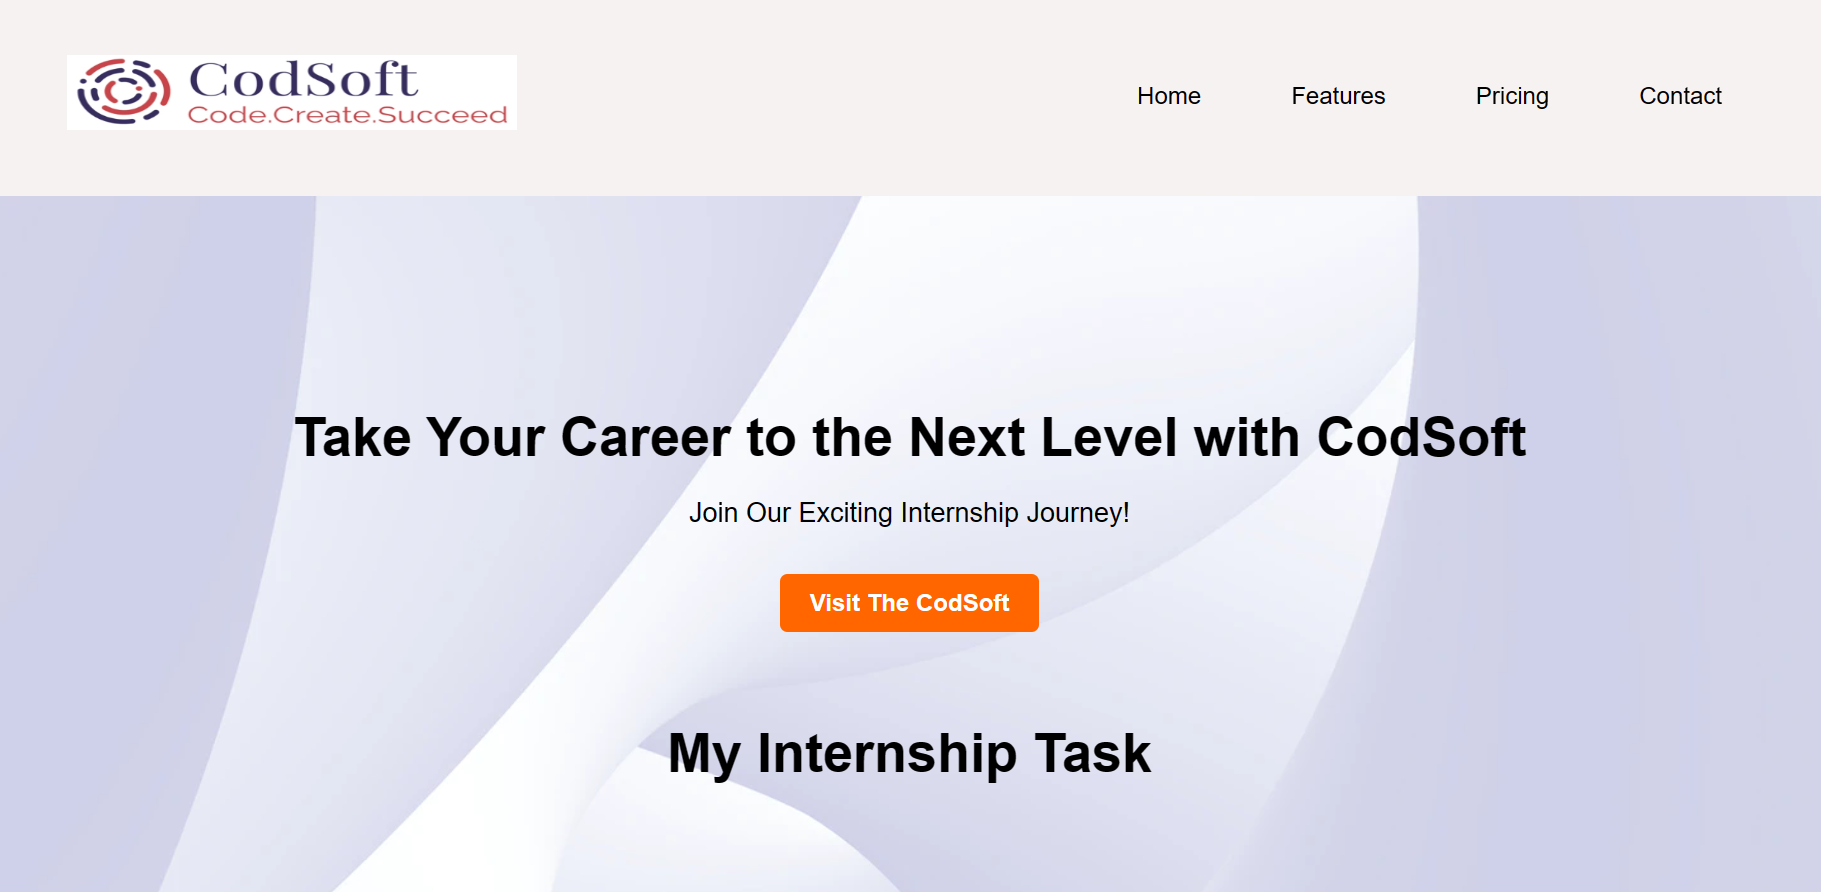 CodSoft
Code.Create.Succeed
Home Features Pricing Contact
Take Your Career to the Next Level with CodSoft
Join Our Exciting Internship Journey!
Visit The CodSoft
My Internship Task